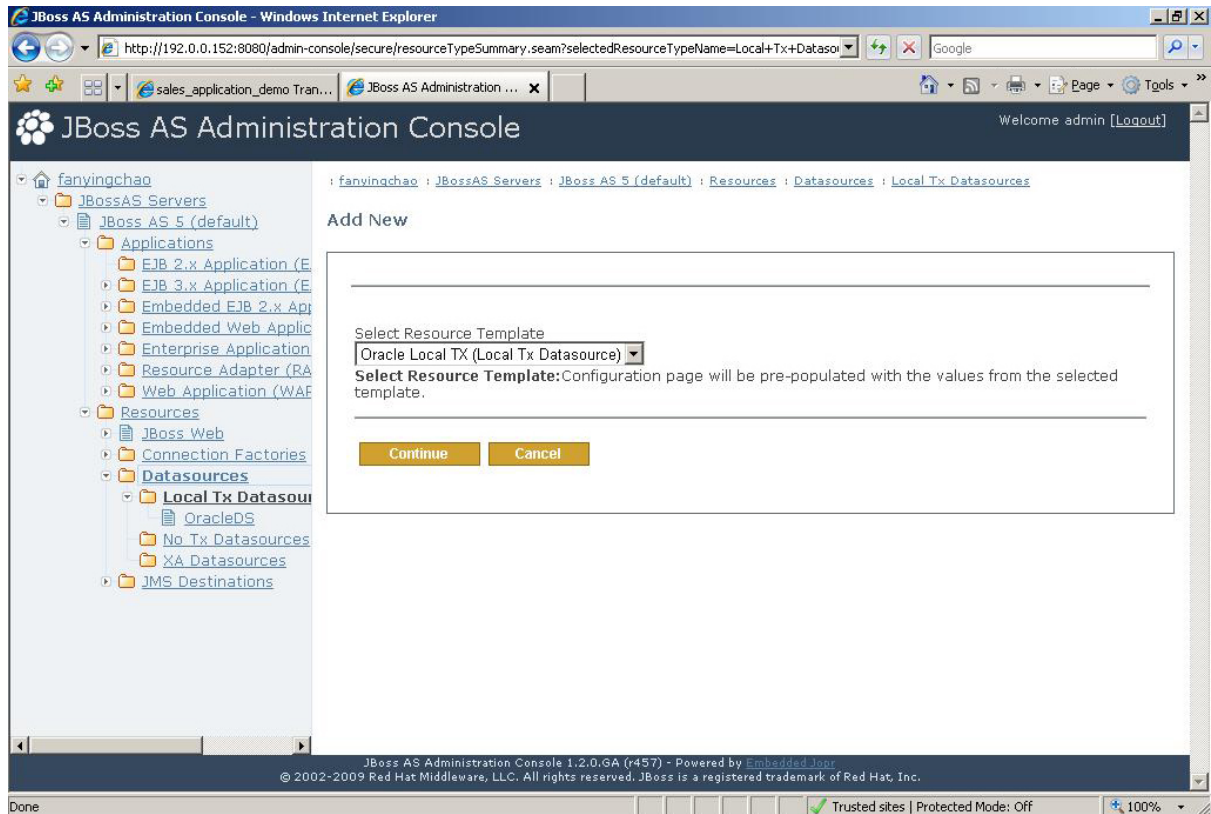 JBoss AS Administration Console - Windows Internet Explorer
http://192.0.0.152:8080/admin-console/secure/resourceTypeSummary.seam?selectedResourceTypeName=Local+Tx+Datasou
Google
sales_application_demo Tran...
JBoss AS Administration ...
Page
Tools
JBoss AS Administration Console
Welcome admin [Logout]
fanyingchao
JBossAS Servers
JBoss AS 5 (default)
Applications
EJB 2.x Application (E
EJB 3.x Application (E
Embedded EJB 2.x App
Embedded Web Applic
Enterprise Application
Resource Adapter (RA
Web Application (WAR
Resources
JBoss Web
Connection Factories
Datasources
Local Tx Datasour
OracleDS
No Tx Datasources
XA Datasources
JMS Destinations
: fanyingchao : JBossAS Servers : JBoss AS 5 (default) : Resources : Datasources : Local Tx Datasources
Add New
Select Resource Template
Oracle Local TX (Local Tx Datasource)
Select Resource Template:Configuration page will be pre-populated with the values from the selected
template.
Continue
Cancel
JBoss AS Administration Console 1.2.0.GA (r457) - Powered by Embedded Jopr
© 2002-2009 Red Hat Middleware, LLC. All rights reserved. JBoss is a registered trademark of Red Hat, Inc.
Done
Trusted sites | Protected Mode: Off
100%